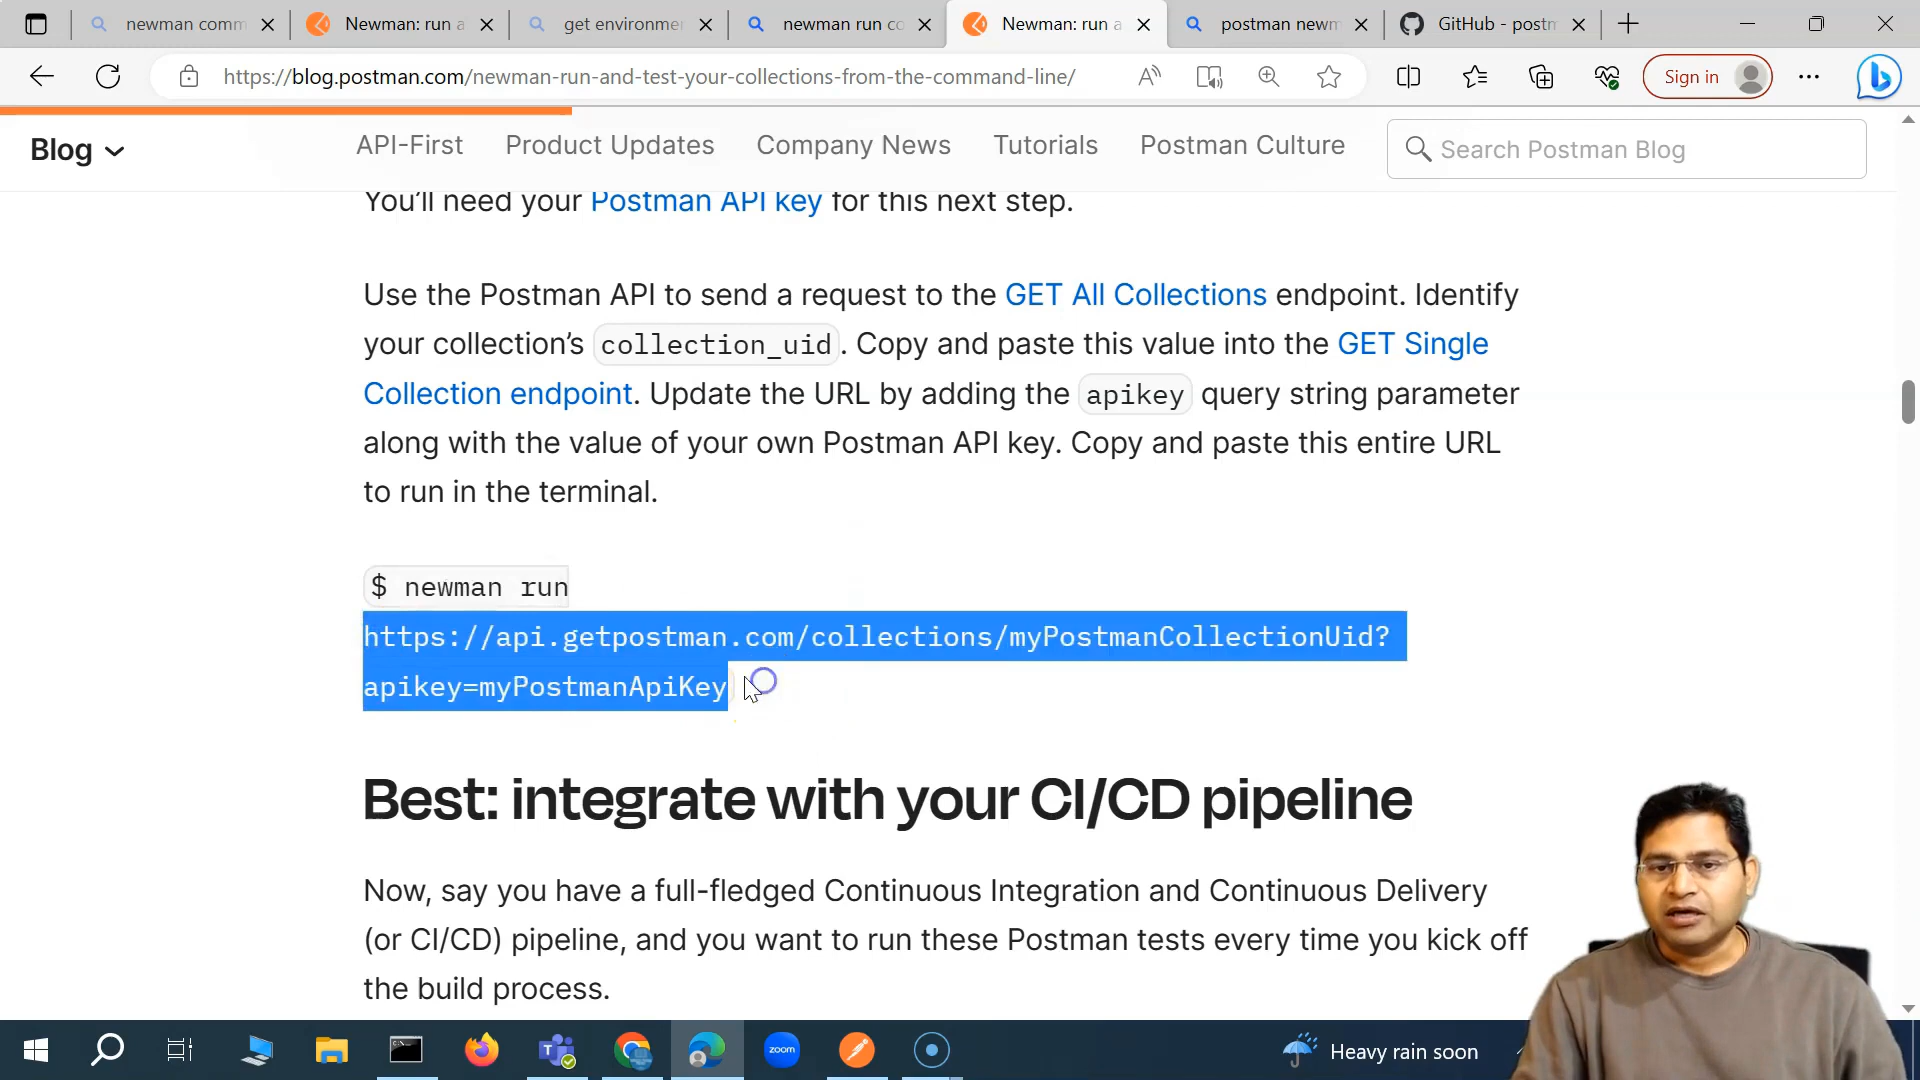 newman comm
Newman: run a
get environme
newman run co
Newman: run a
postman newm
GitHub - postm
https://blog.postman.com/newman-run-and-test-your-collections-from-the-command-line/
Sign in
Blog
API-First
Product Updates
Company News
Tutorials
Postman Culture
Search Postman Blog
You'll need your Postman API key for this next step.
Use the Postman API to send a request to the GET All Collections endpoint. Identify
your collection's collection_uid. Copy and paste this value into the GET Single
Collection endpoint. Update the URL by adding the apikey query string parameter
along with the value of your own Postman API key. Copy and paste this entire URL
to run in the terminal.
$ newman run
https://api.getpostman.com/collections/myPostmanCollectionUid?
apikey=myPostmanApiKey
Best: integrate with your CI/CD pipeline
Now, say you have a full-fledged Continuous Integration and Continuous Delivery
(or CI/CD) pipeline, and you want to run these Postman tests every time you kick off
the build process.
zoom
Heavy rain soon